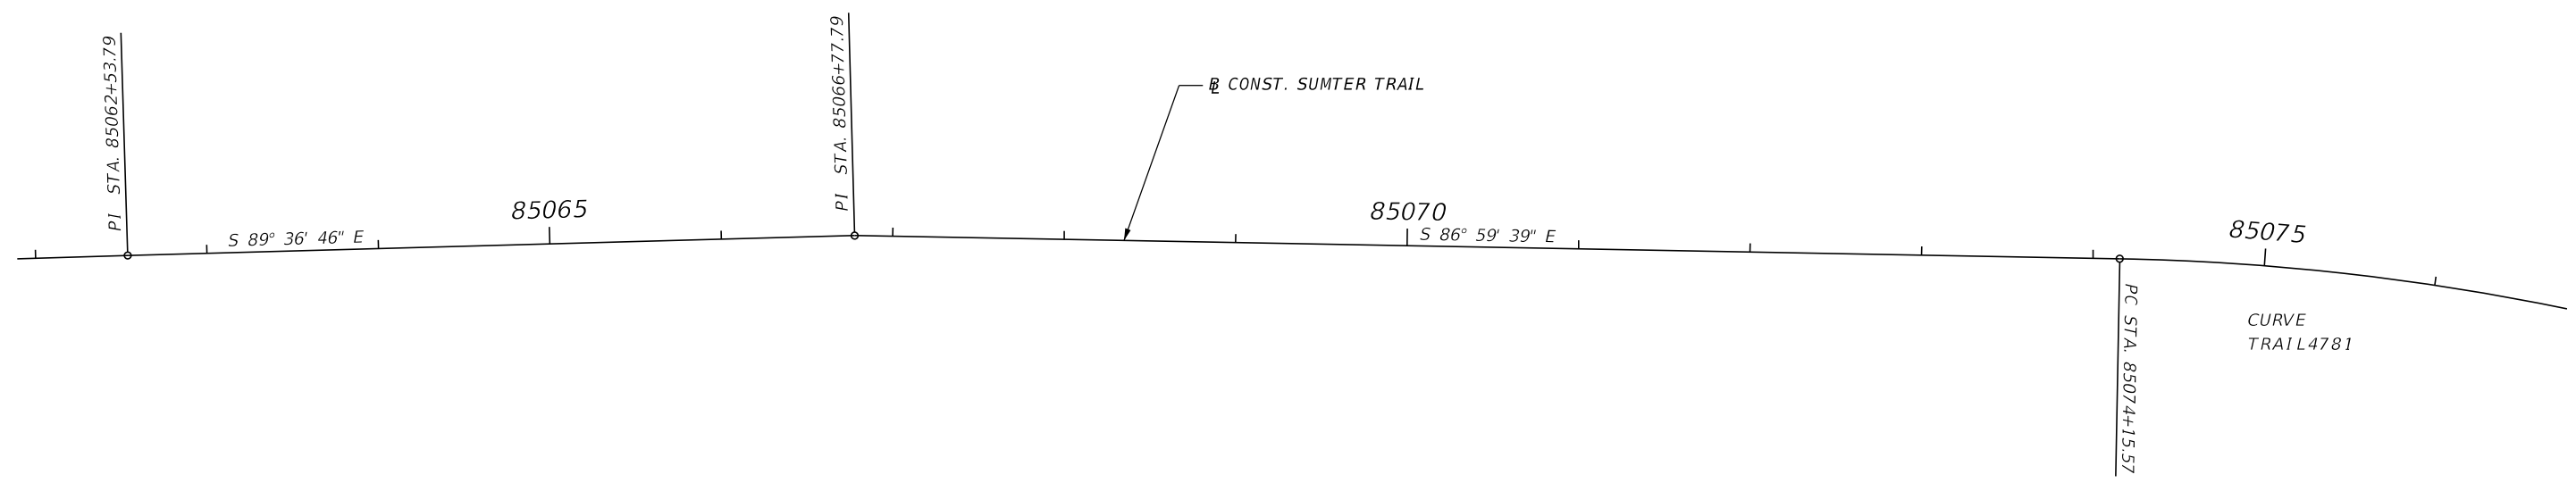 PI STA. 85062+53.79
S 89° 36' 46" E
85065
PI STA. 85066+77.79
℄ CONST. SUMTER TRAIL
85070
S 86° 59' 39" E
PC STA. 85074+15.57
85075
CURVE
TRAIL4781